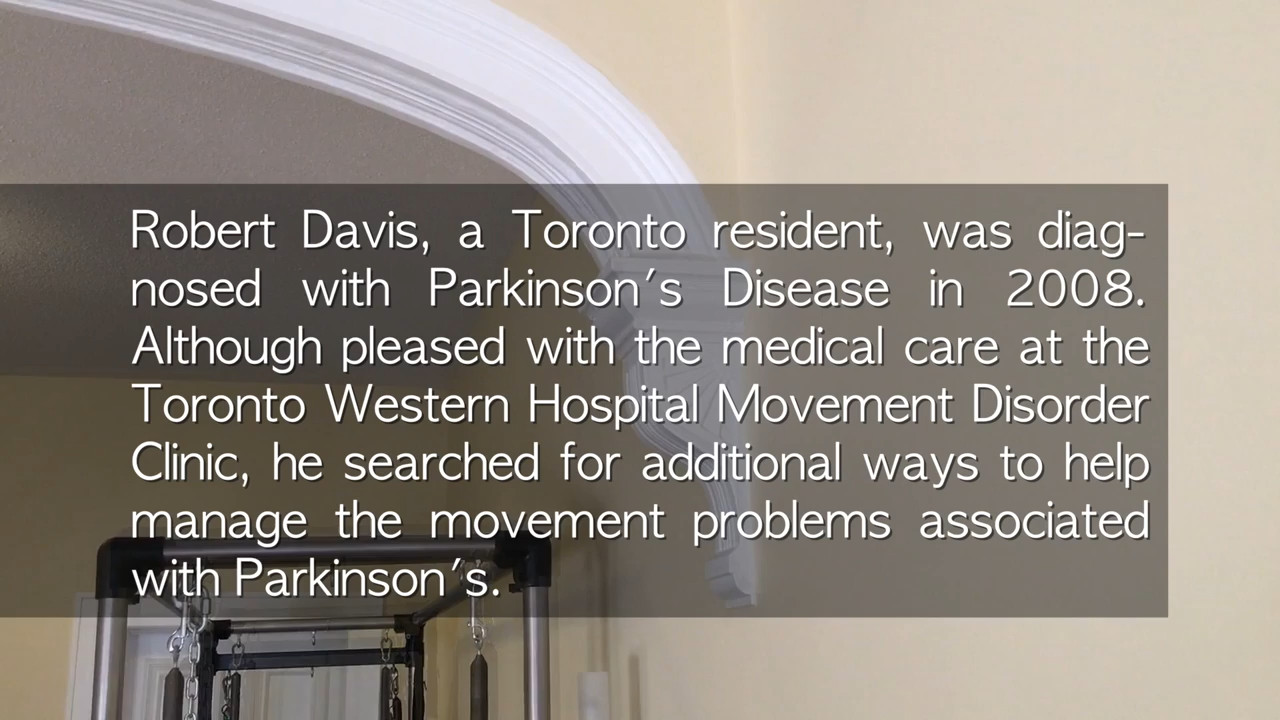 Robert Davis, a Toronto resident, was diag-
nosed with Parkinson's Disease in 2008.
Although pleased with the medical care at the
Toronto Western Hospital Movement Disorder
Clinic, he searched for additional ways to help
manage the movement problems associated
with Parkinson's.